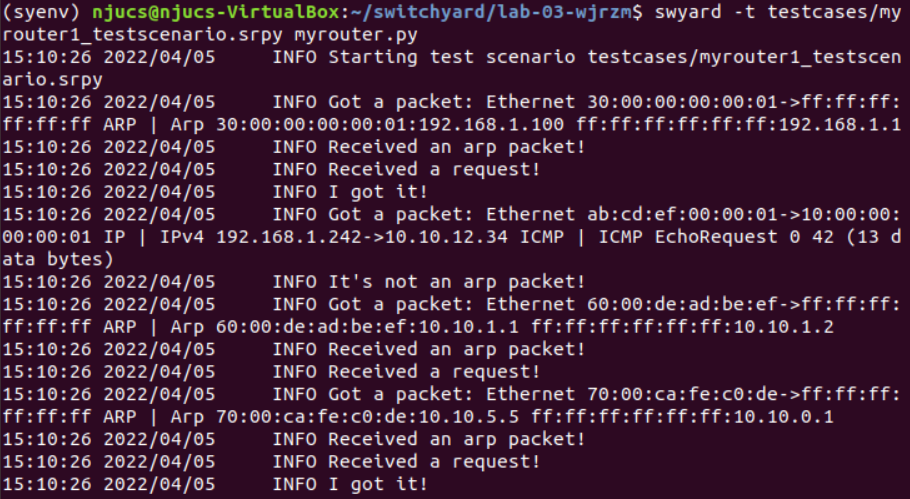 (syenv) njucs@njucs-VirtualBox:~/switchyard/lab-03-wjrzm$ swyard -t testcases/my
router1_testscenario.srpy myrouter.py
15:10:26 2022/04/05     INFO Starting test scenario testcases/myrouter1_testscen
ario.srpy
15:10:26 2022/04/05     INFO Got a packet: Ethernet 30:00:00:00:00:01->ff:ff:ff:
ff:ff:ff ARP | Arp 30:00:00:00:00:01:192.168.1.100 ff:ff:ff:ff:ff:ff:192.168.1.1
15:10:26 2022/04/05     INFO Received an arp packet!
15:10:26 2022/04/05     INFO Received a request!
15:10:26 2022/04/05     INFO I got it!
15:10:26 2022/04/05     INFO Got a packet: Ethernet ab:cd:ef:00:00:01->10:00:00:
00:00:01 IP | IPv4 192.168.1.242->10.10.12.34 ICMP | ICMP EchoRequest 0 42 (13 d
ata bytes)
15:10:26 2022/04/05     INFO It's not an arp packet!
15:10:26 2022/04/05     INFO Got a packet: Ethernet 60:00:de:ad:be:ef->ff:ff:ff:
ff:ff:ff ARP | Arp 60:00:de:ad:be:ef:10.10.1.1 ff:ff:ff:ff:ff:ff:10.10.1.2
15:10:26 2022/04/05     INFO Received an arp packet!
15:10:26 2022/04/05     INFO Received a request!
15:10:26 2022/04/05     INFO Got a packet: Ethernet 70:00:ca:fe:c0:de->ff:ff:ff:
ff:ff:ff ARP | Arp 70:00:ca:fe:c0:de:10.10.5.5 ff:ff:ff:ff:ff:ff:10.10.0.1
15:10:26 2022/04/05     INFO Received an arp packet!
15:10:26 2022/04/05     INFO Received a request!
15:10:26 2022/04/05     INFO I got it!